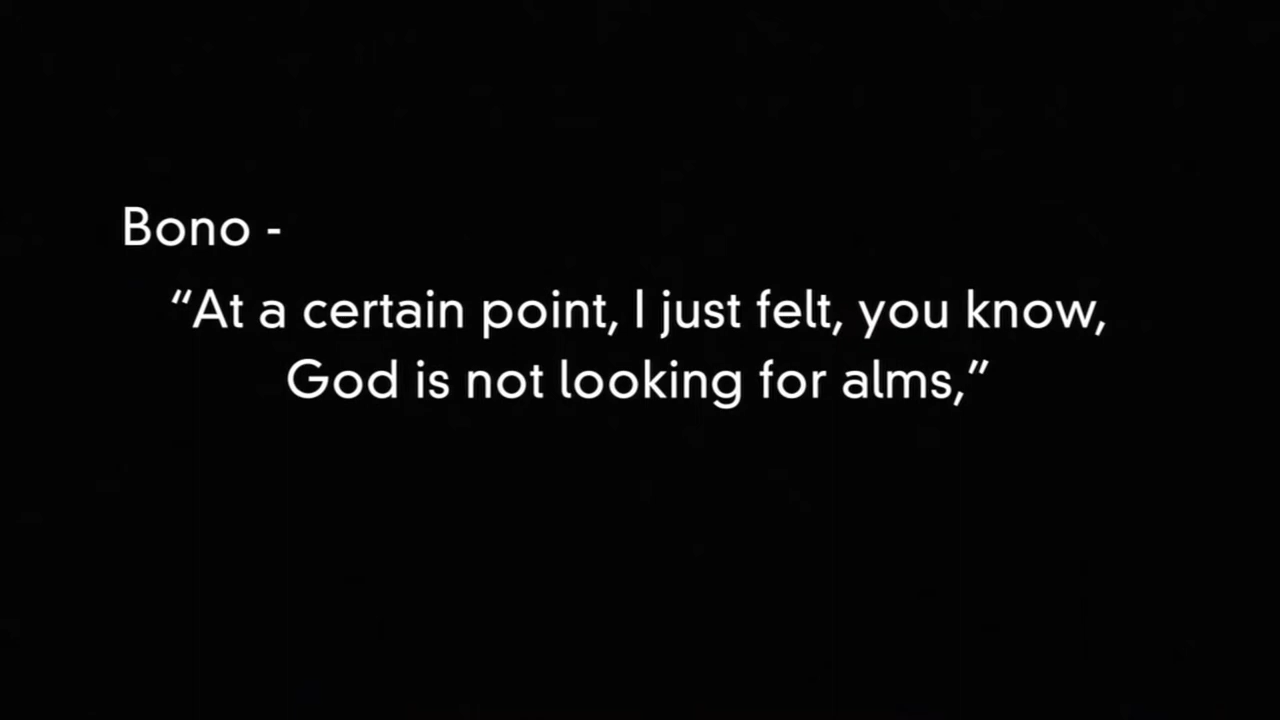 Bono -
“At a certain point, I just felt, you know,
God is not looking for alms,”